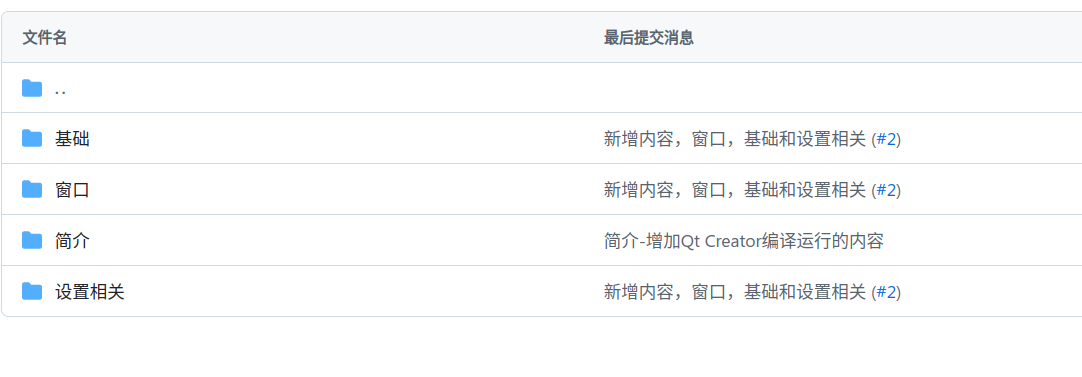 文件名 最后提交消息
..
基础 新增内容，窗口，基础和设置相关 (#2)
窗口 新增内容，窗口，基础和设置相关 (#2)
简介 简介-增加Qt Creator编译运行的内容
设置相关 新增内容，窗口，基础和设置相关 (#2)